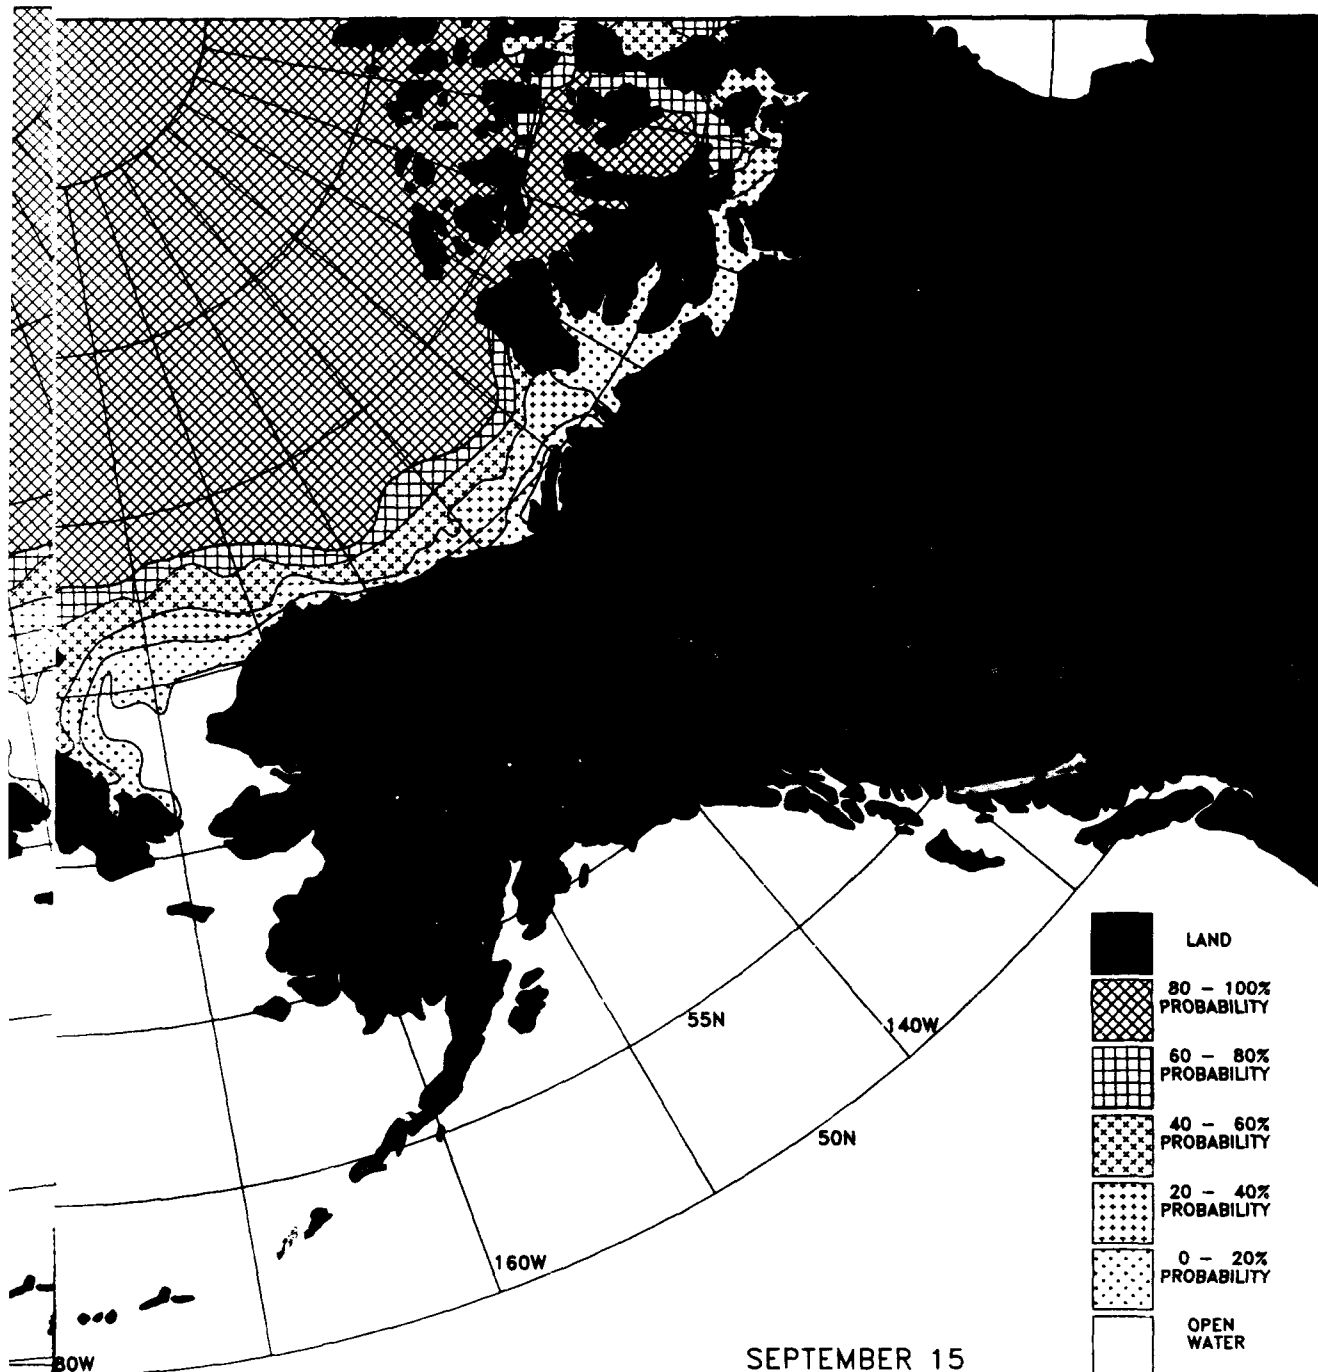 LAND
80 - 100%
PROBABILITY
55N
140W
60 - 80%
PROBABILITY
40 - 60%
PROBABILITY
50N
20 - 40%
PROBABILITY
160W
0 - 20%
PROBABILITY
OPEN
WATER
SEPTEMBER 15
80W